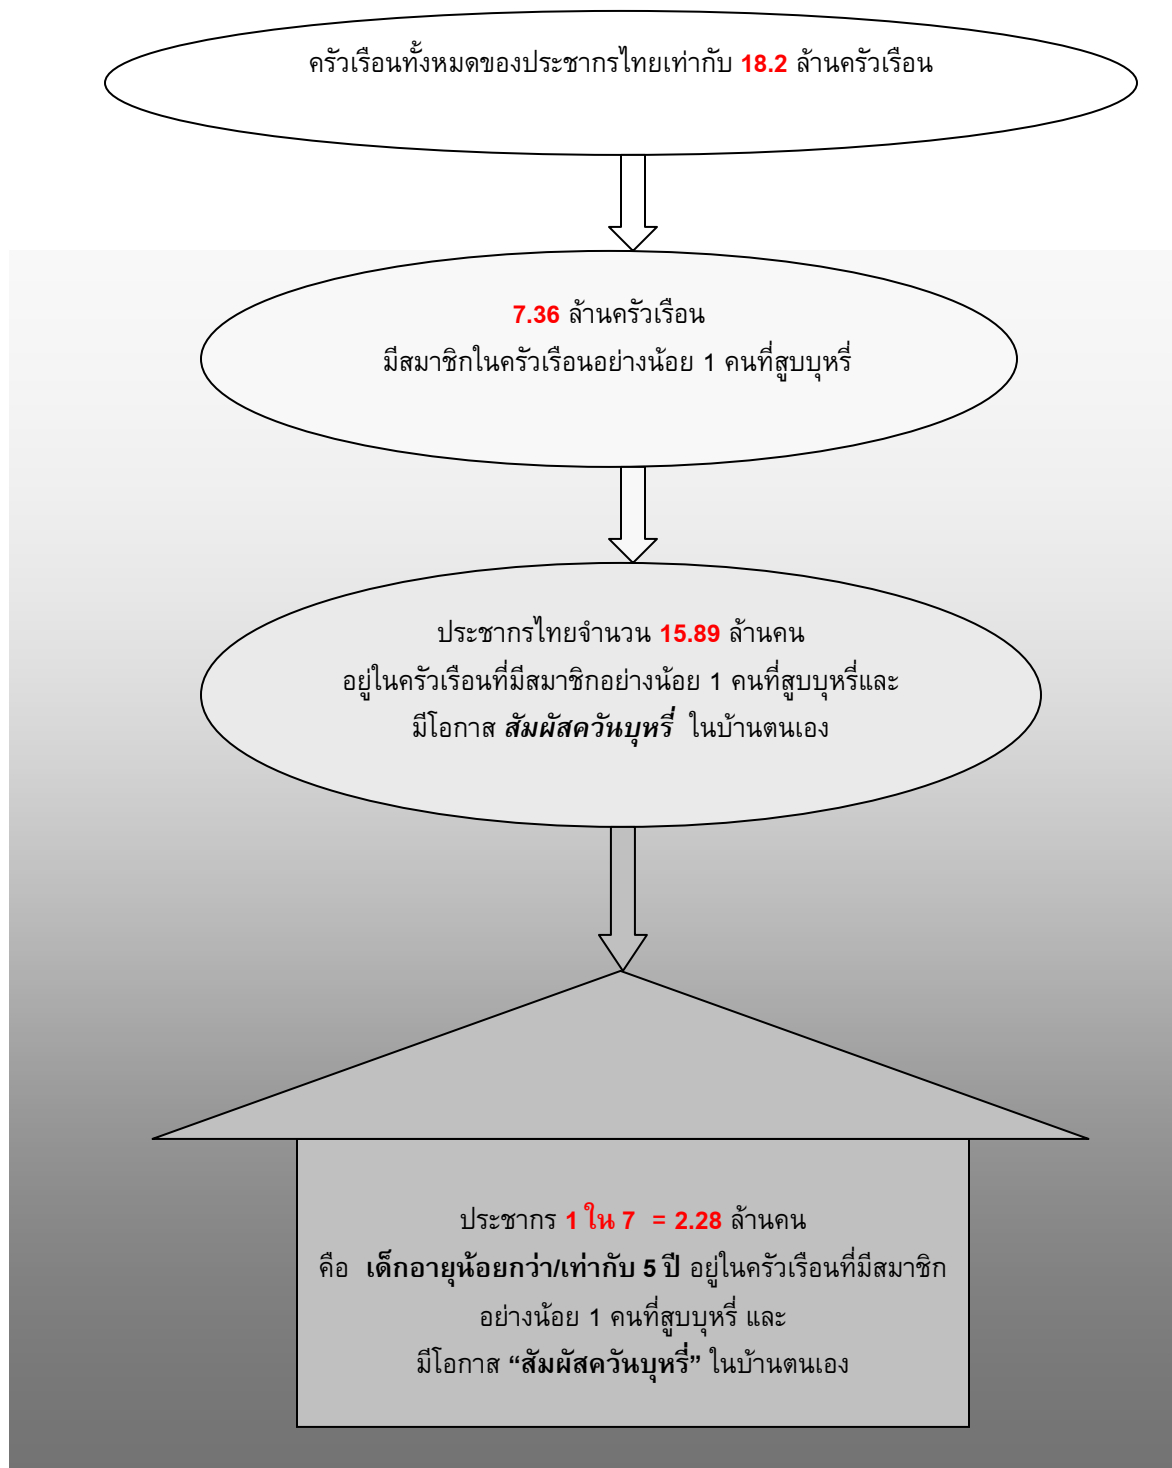 ครัวเรือนทั้งหมดของประชากรไทยเท่ากับ 18.2 ล้านครัวเรือน
7.36 ล้านครัวเรือน
มีสมาชิกในครัวเรือนอย่างน้อย 1 คนที่สูบบุหรี่
ประชากรไทยจำนวน 15.89 ล้านคน
อยู่ในครัวเรือนที่มีสมาชิกอย่างน้อย 1 คนที่สูบบุหรี่และ
มีโอกาส สัมผัสควันบุหรี่ ในบ้านตนเอง
ประชากร 1 ใน 7 = 2.28 ล้านคน
คือ เด็กอายุน้อยกว่า/เท่ากับ 5 ปี อยู่ในครัวเรือนที่มีสมาชิก
อย่างน้อย 1 คนที่สูบบุหรี่ และ
มีโอกาส “สัมผัสควันบุหรี่” ในบ้านตนเอง